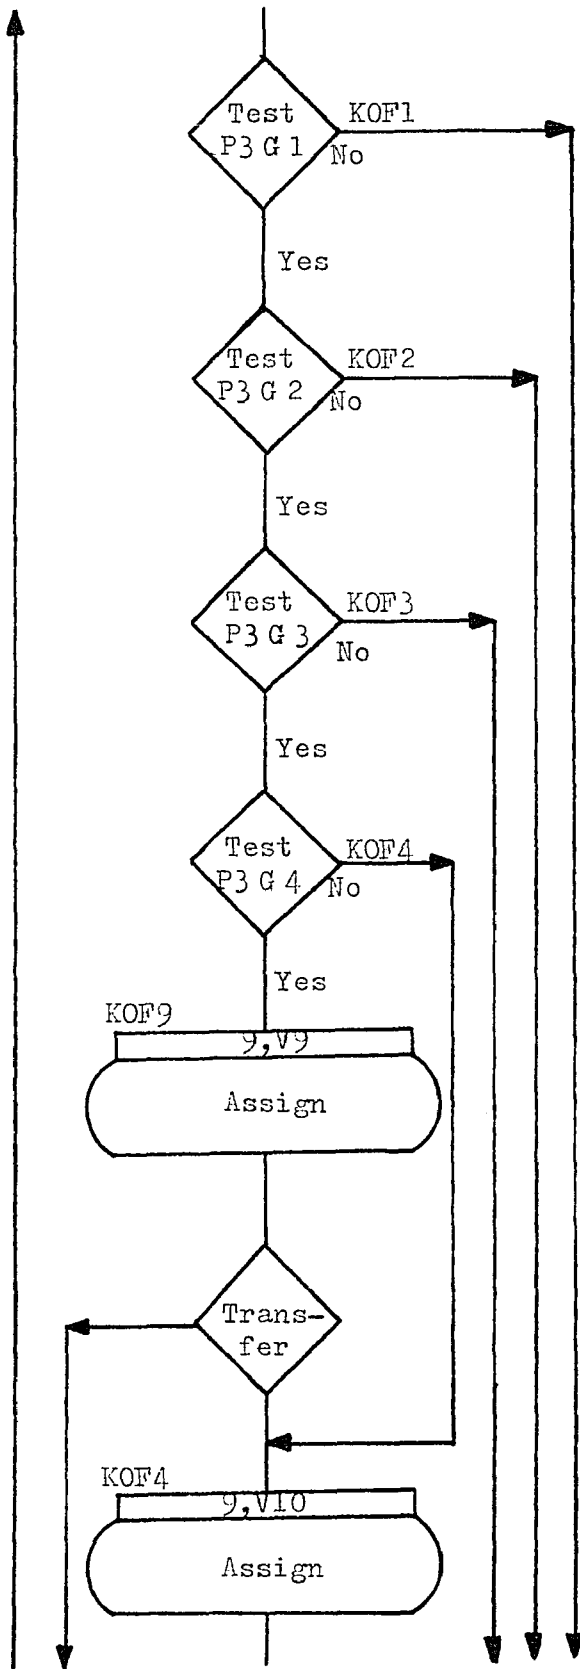 Test
P3 G 1
KOF1
No
Yes
Test
P3 G 2
KOF2
No
Yes
Test
P3 G 3
KOF3
No
Yes
Test
P3 G 4
KOF4
No
Yes
KOF9
9,V9
Assign
Trans-
fer
KOF4
9,V10
Assign